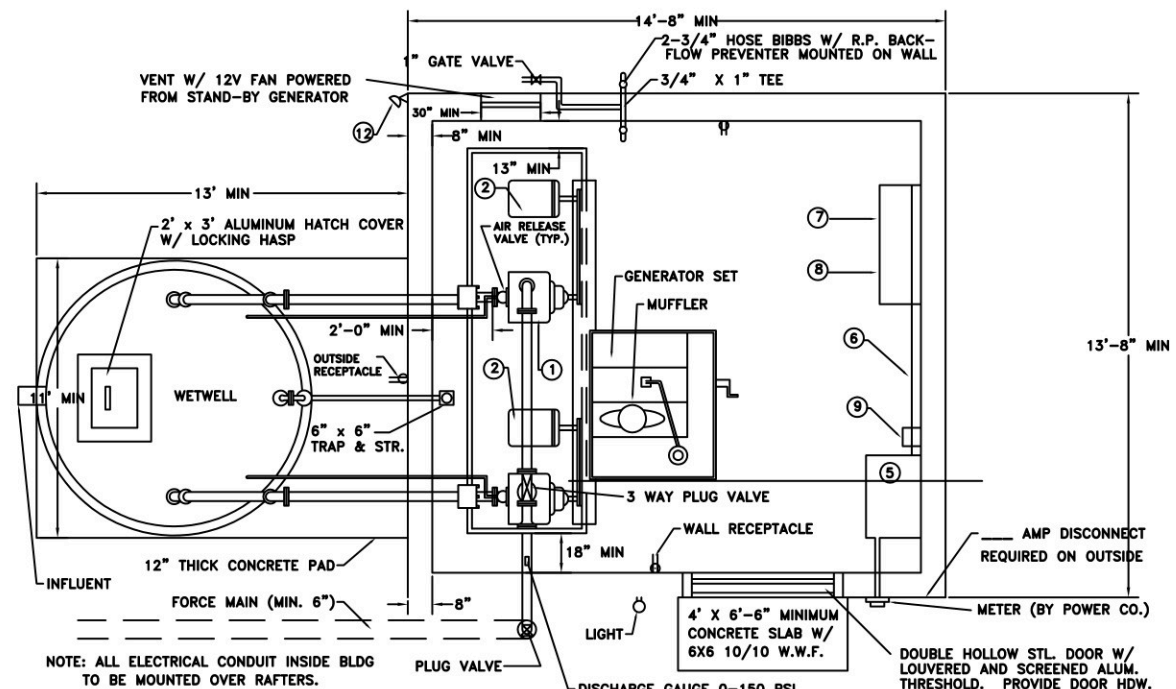 14'-8" MIN
2-3/4" HOSE BIBBS W/ R.P. BACK-
FLOW PREVENTER MOUNTED ON WALL
1" GATE VALVE
3/4" X 1" TEE
VENT W/ 12V FAN POWERED
FROM STAND-BY GENERATOR
30" MIN
12
8" MIN
13" MIN
13' MIN
2
7
2' x 3' ALUMINUM HATCH COVER
W/ LOCKING HASP
AIR RELEASE
VALVE (TYP.)
8
GENERATOR SET
MUFFLER
2'-0" MIN
6
13'-8" MIN
OUTSIDE
RECEPTACLE
2
1
11' MIN
WETWELL
9
6" x 6"
TRAP & STR.
5
3 WAY PLUG VALVE
WALL RECEPTACLE
18" MIN
___ AMP DISCONNECT
REQUIRED ON OUTSIDE
12" THICK CONCRETE PAD
INFLUENT
FORCE MAIN (MIN. 6")
8"
METER (BY POWER CO.)
LIGHT
4' X 6'-6" MINIMUM
CONCRETE SLAB W/
6X6 10/10 W.W.F.
NOTE: ALL ELECTRICAL CONDUIT INSIDE BLDG
TO BE MOUNTED OVER RAFTERS.
PLUG VALVE
DISCHARGE GAUGE 0-150 PSI
DOUBLE HOLLOW STL. DOOR W/
LOUVERED AND SCREENED ALUM.
THRESHOLD. PROVIDE DOOR HDW.